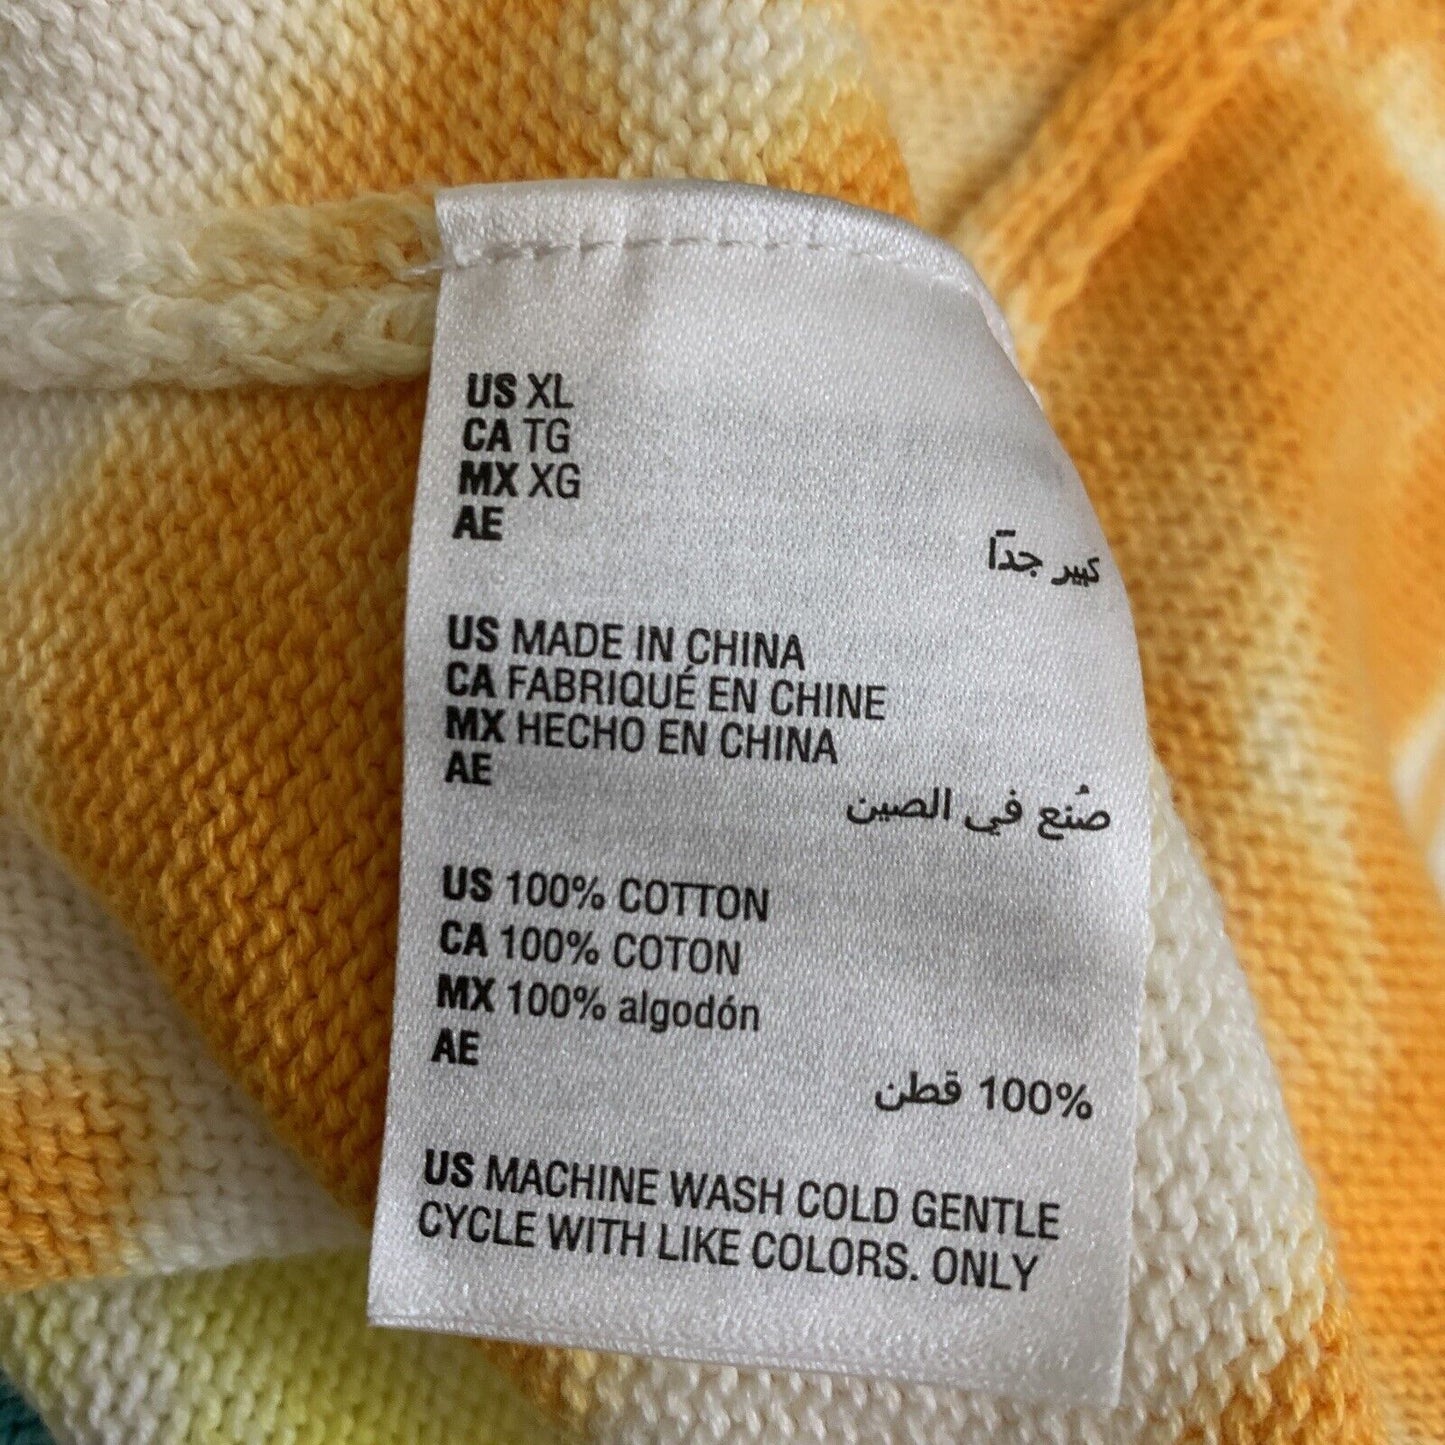 US XL
CA TG
MX XG
AE
كبير جدًا
US MADE IN CHINA
CA FABRIQUÉ EN CHINE
MX HECHO EN CHINA
AE
صُنع في الصين
US 100% COTTON
CA 100% COTON
MX 100% algodón
AE
100% قطن
US MACHINE WASH COLD GENTLE
CYCLE WITH LIKE COLORS. ONLY